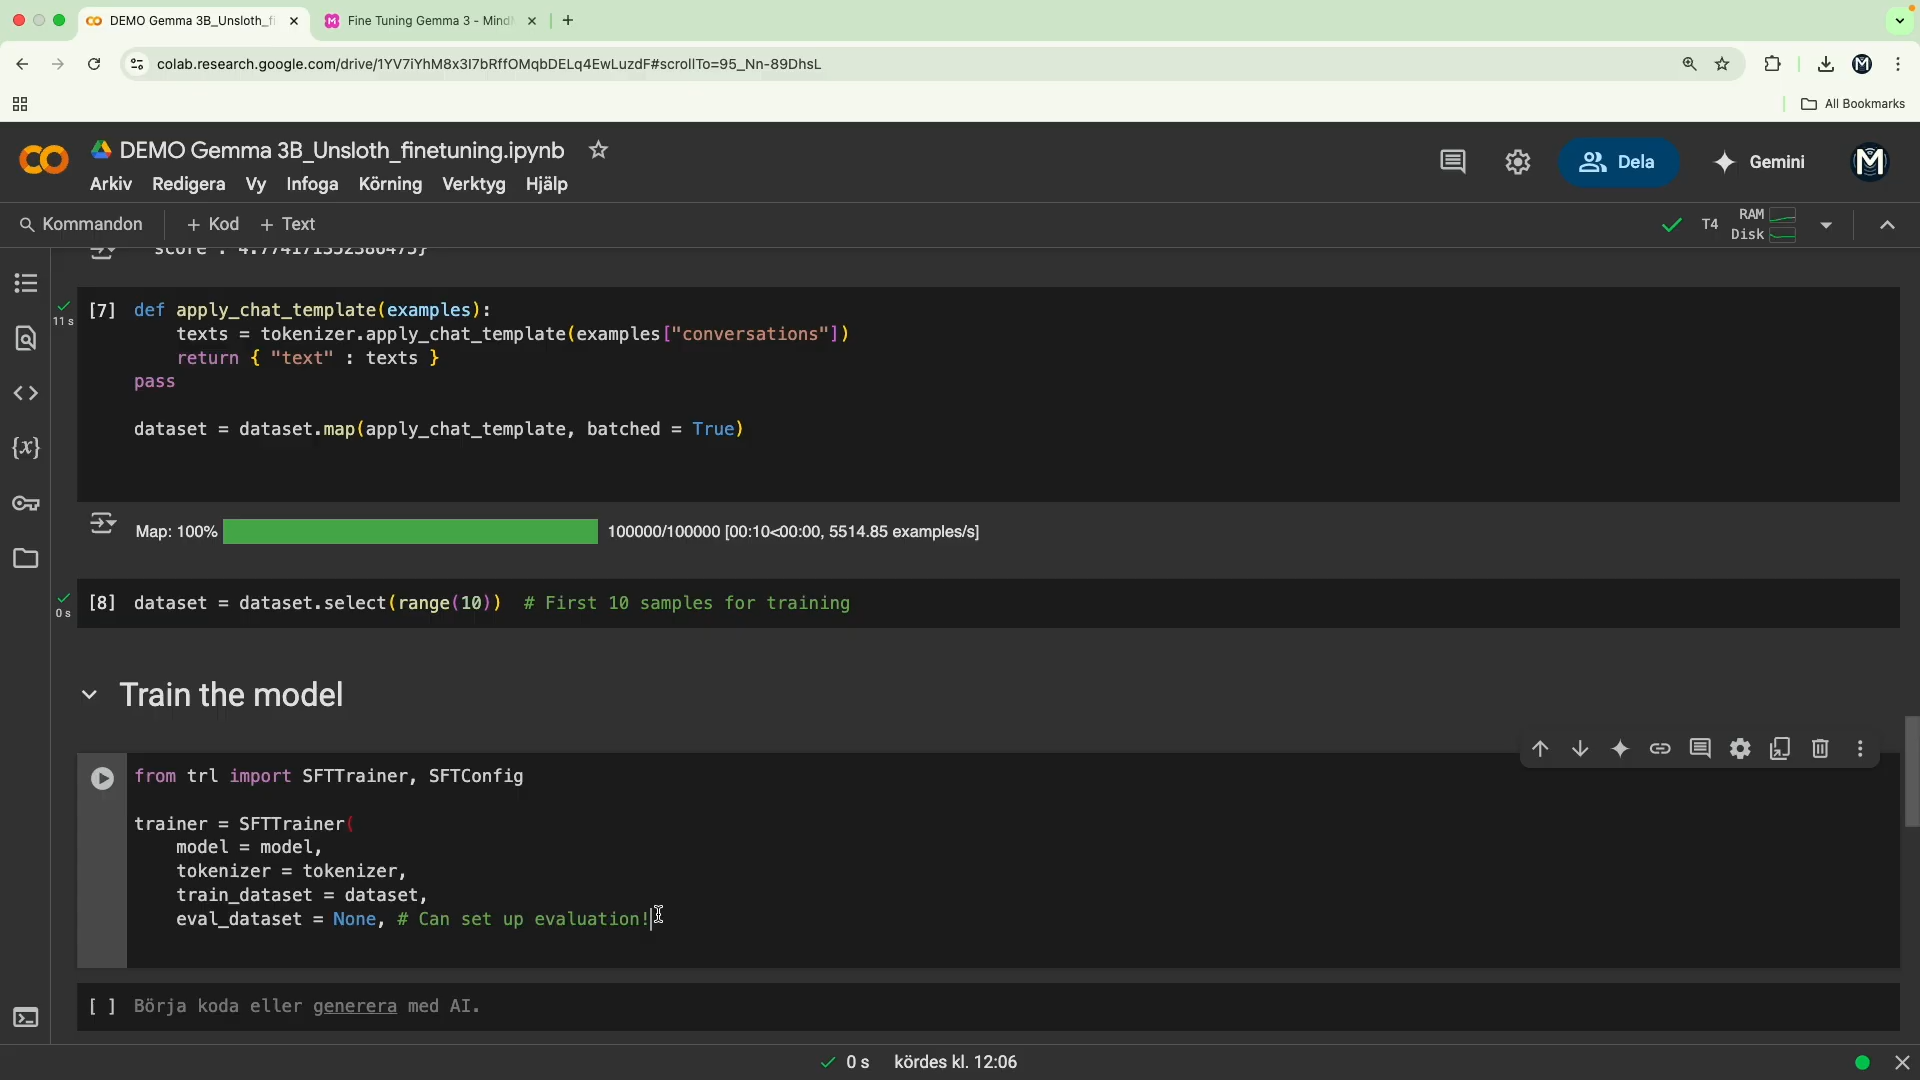 DEMO Gemma 3B_Unsloth_fi
Fine Tuning Gemma 3 - Mind
colab.research.google.com/drive/1YV7iYhM8x3I7bRffOMqbDELq4EwLuzdF#scrollTo=95_Nn-89DhsL
All Bookmarks
DEMO Gemma 3B_Unsloth_finetuning.ipynb
Arkiv Redigera Vy Infoga Körning Verktyg Hjälp
Dela
Gemini
Kommandon
+ Kod + Text
T4
RAM
Disk
score : 4.774171352386475}
11 s
[7] def apply_chat_template(examples):
texts = tokenizer.apply_chat_template(examples["conversations"])
return { "text" : texts }
pass
dataset = dataset.map(apply_chat_template, batched = True)
Map: 100% 100000/100000 [00:10<00:00, 5514.85 examples/s]
0 s
[8] dataset = dataset.select(range(10)) # First 10 samples for training
Train the model
from trl import SFTTrainer, SFTConfig
trainer = SFTTrainer(
model = model,
tokenizer = tokenizer,
train_dataset = dataset,
eval_dataset = None, # Can set up evaluation!
[ ] Börja koda eller generera med AI.
0 s kördes kl. 12:06